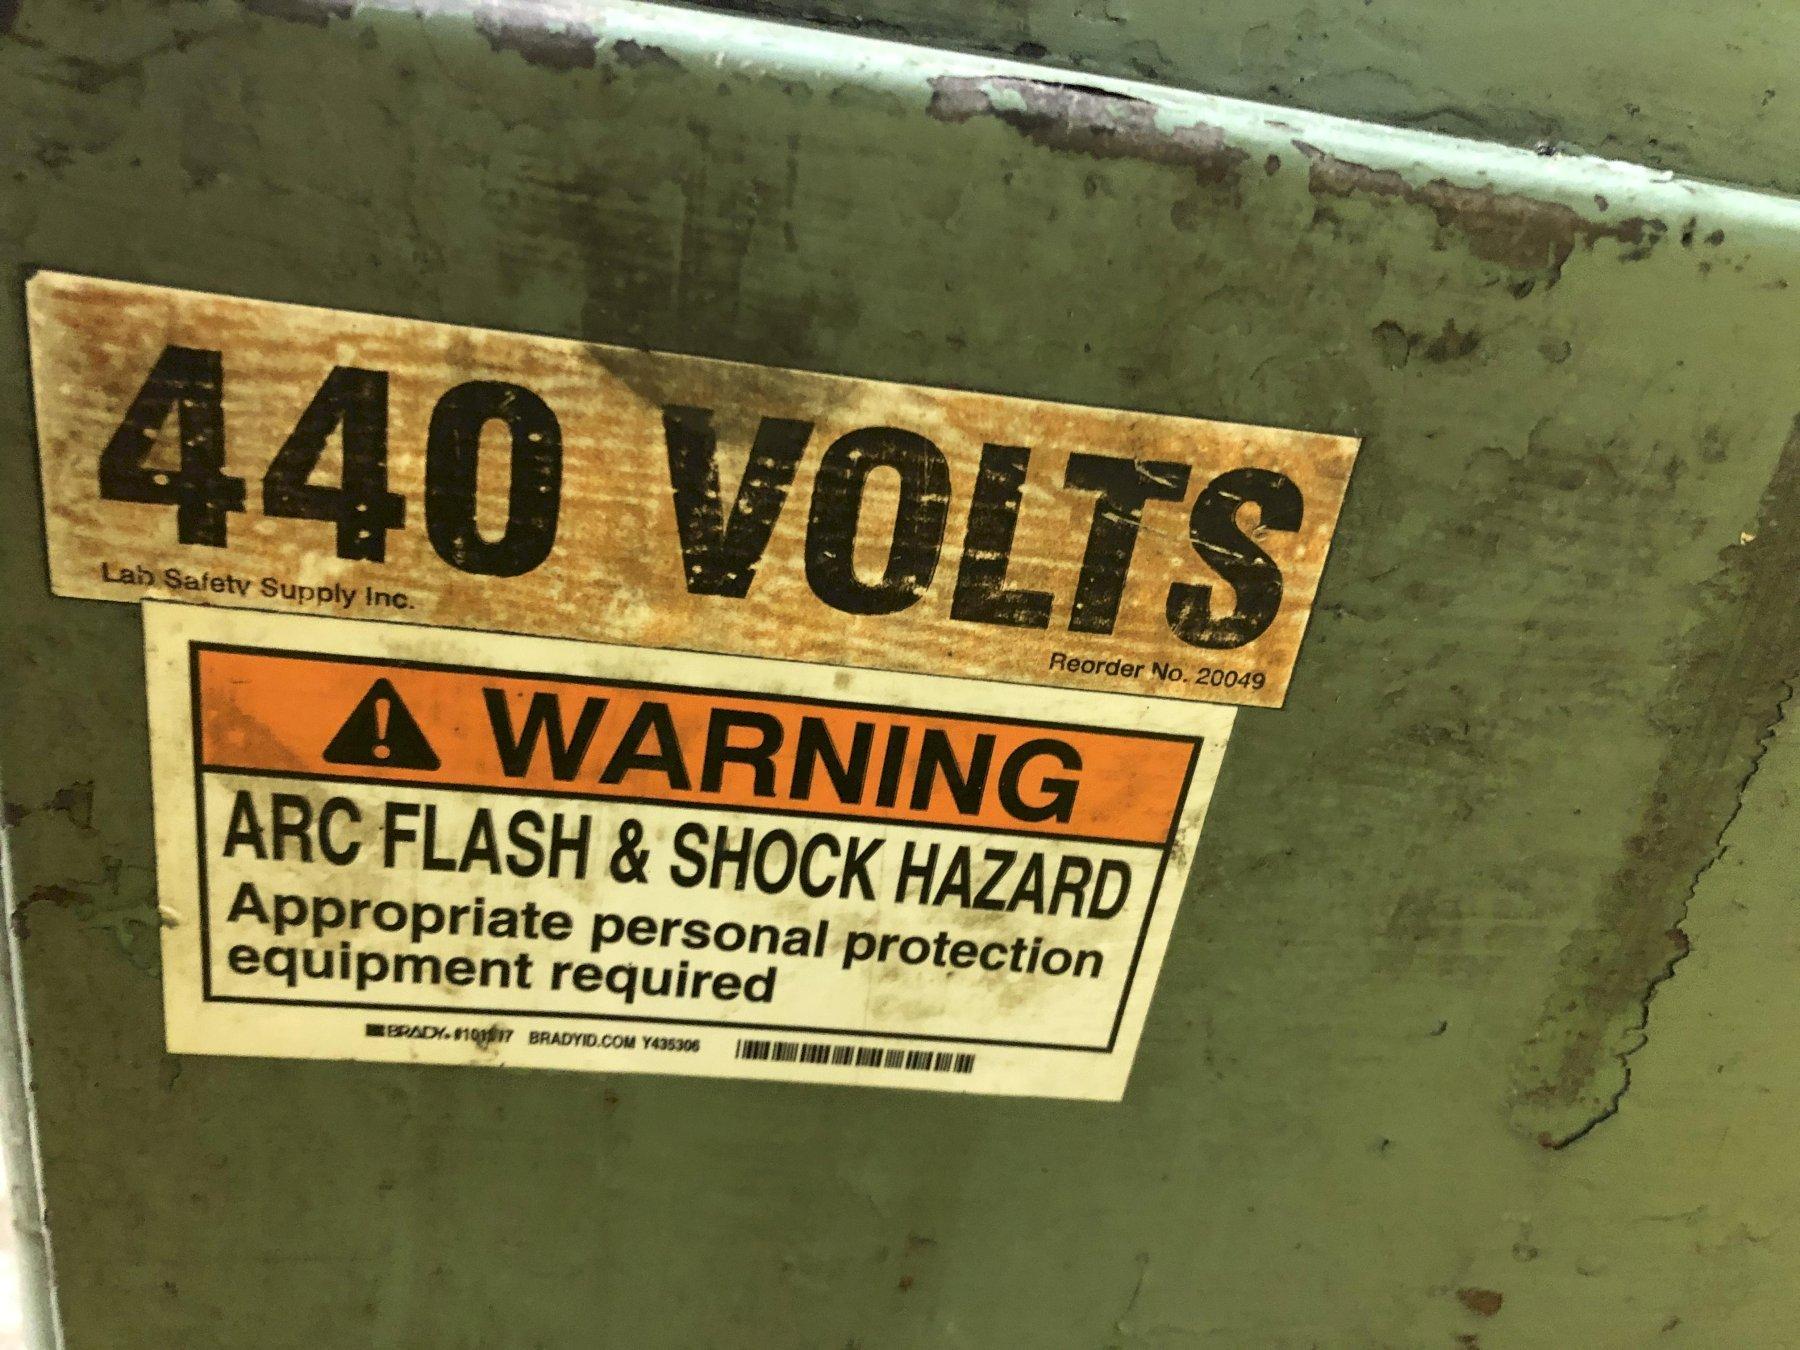 440 VOLTS
Lab Safety Supply Inc.
Reorder No. 20049
WARNING
ARC FLASH & SHOCK HAZARD
Appropriate personal protection
equipment required
BRADY. BRADYID.COM Y435306